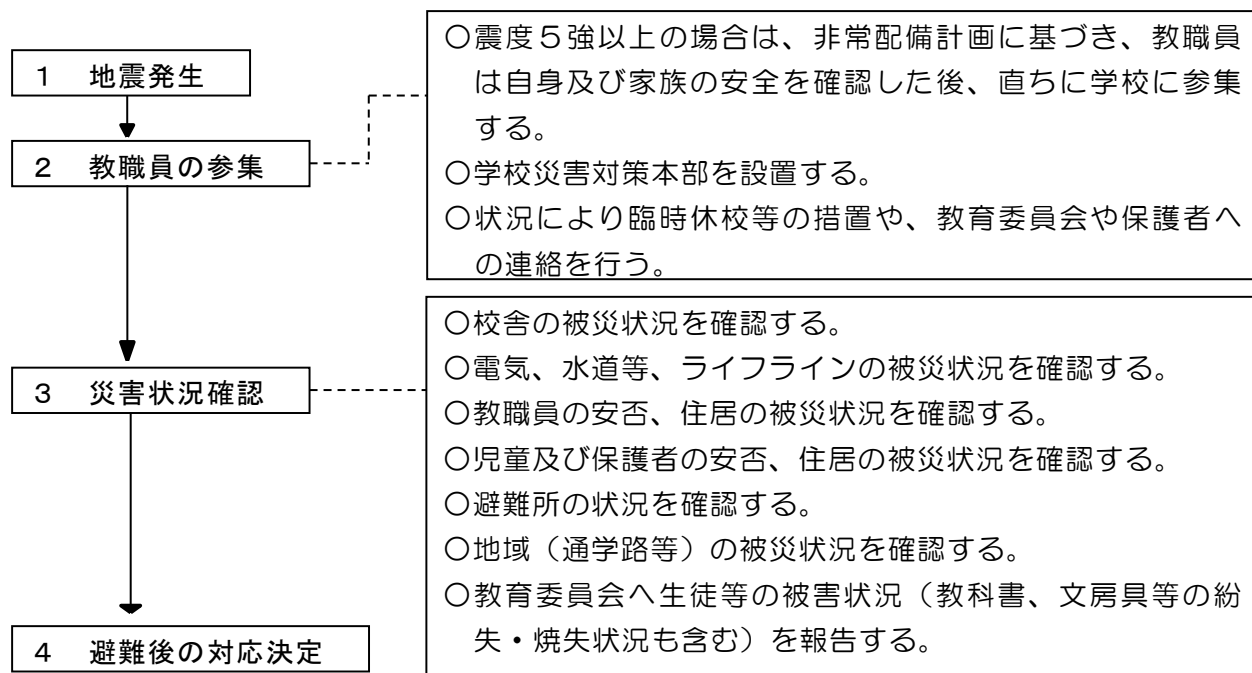 １　地震発生
２　教職員の参集
〇震度５強以上の場合は、非常配備計画に基づき、教職員
は自身及び家族の安全を確認した後、直ちに学校に参集
する。
〇学校災害対策本部を設置する。
〇状況により臨時休校等の措置や、教育委員会や保護者へ
の連絡を行う。
３　災害状況確認
〇校舎の被災状況を確認する。
〇電気、水道等、ライフラインの被災状況を確認する。
〇教職員の安否、住居の被災状況を確認する。
〇児童及び保護者の安否、住居の被災状況を確認する。
〇避難所の状況を確認する。
〇地域（通学路等）の被災状況を確認する。
〇教育委員会へ生徒等の被害状況（教科書、文房具等の紛
失・焼失状況も含む）を報告する。
４　避難後の対応決定